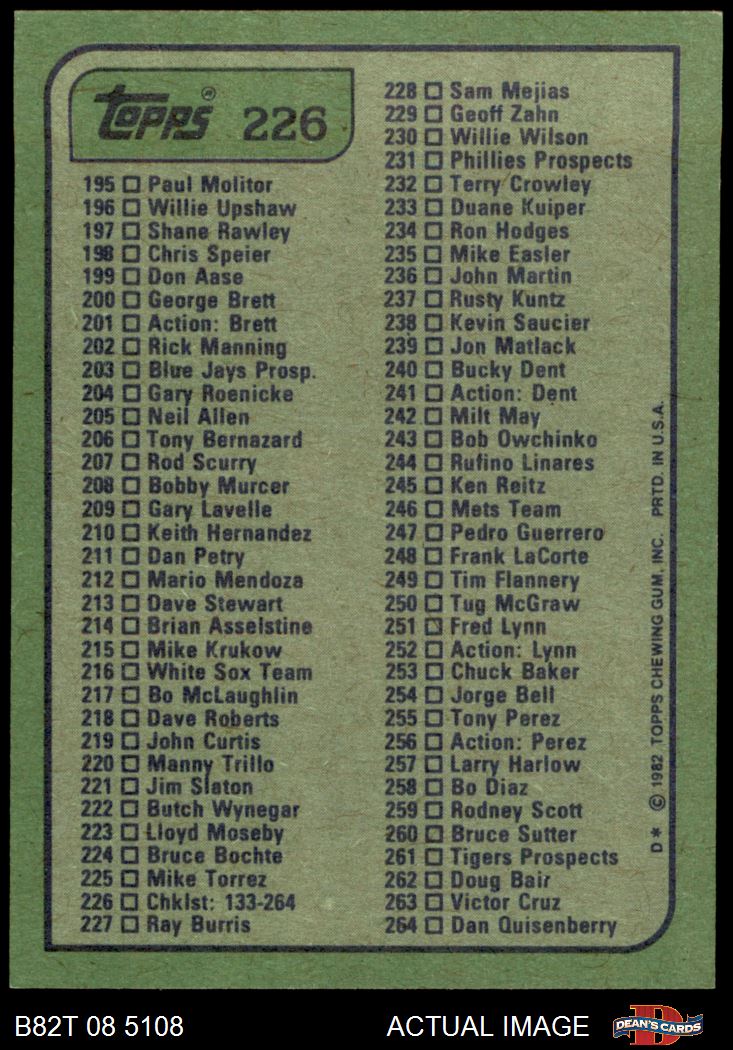 Topps® 226
195 Paul Molitor
196 Willie Upshaw
197 Shane Rawley
198 Chris Speier
199 Don Aase
200 George Brett
201 Action: Brett
202 Rick Manning
203 Blue Jays Prosp.
204 Gary Roenicke
205 Neil Allen
206 Tony Bernazard
207 Rod Scurry
208 Bobby Murcer
209 Gary Lavelle
210 Keith Hernandez
211 Dan Petry
212 Mario Mendoza
213 Dave Stewart
214 Brian Asselstine
215 Mike Krukow
216 White Sox Team
217 Bo McLaughlin
218 Dave Roberts
219 John Curtis
220 Manny Trillo
221 Jim Slaton
222 Butch Wynegar
223 Lloyd Moseby
224 Bruce Bochte
225 Mike Torrez
226 Chklst: 133-264
227 Ray Burris
228 Sam Mejias
229 Geoff Zahn
230 Willie Wilson
231 Phillies Prospects
232 Terry Crowley
233 Duane Kuiper
234 Ron Hodges
235 Mike Easler
236 John Martin
237 Rusty Kuntz
238 Kevin Saucier
239 Jon Matlack
240 Bucky Dent
241 Action: Dent
242 Milt May
243 Bob Owchinko
244 Rufino Linares
245 Ken Reitz
246 Mets Team
247 Pedro Guerrero
248 Frank LaCorte
249 Tim Flannery
250 Tug McGraw
251 Fred Lynn
252 Action: Lynn
253 Chuck Baker
254 Jorge Bell
255 Tony Perez
256 Action: Perez
257 Larry Harlow
258 Bo Diaz
259 Rodney Scott
260 Bruce Sutter
261 Tigers Prospects
262 Doug Bair
263 Victor Cruz
264 Dan Quisenberry
D* © 1982 TOPPS CHEWING GUM, INC. PRTD. IN U.S.A.
B82T 08 5108 ACTUAL IMAGE DEAN'S CARDS